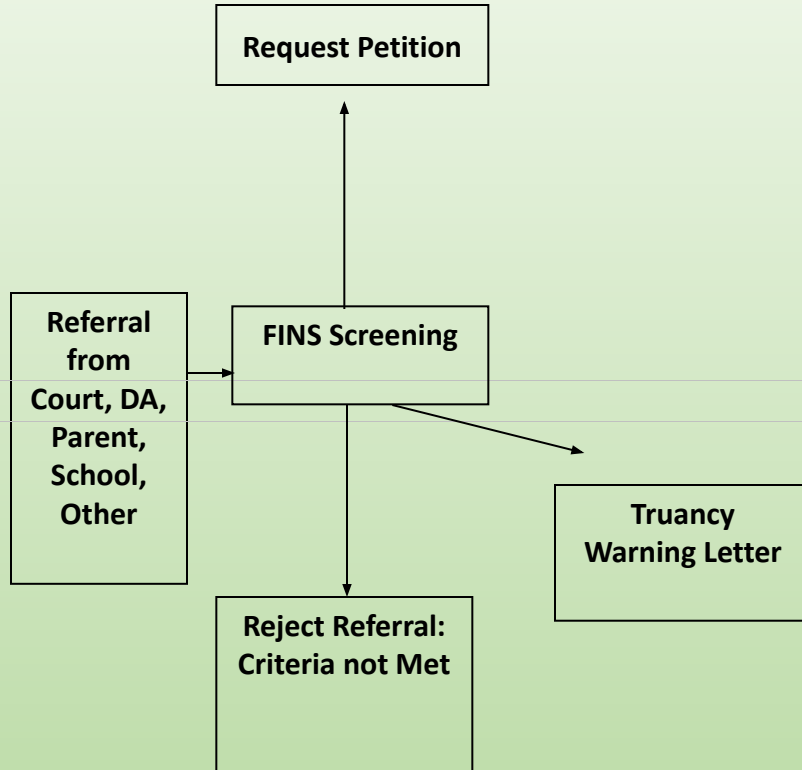 Request Petition
Referral
from
Court, DA,
Parent,
School,
Other
FINS Screening
Truancy
Warning Letter
Reject Referral:
Criteria not Met